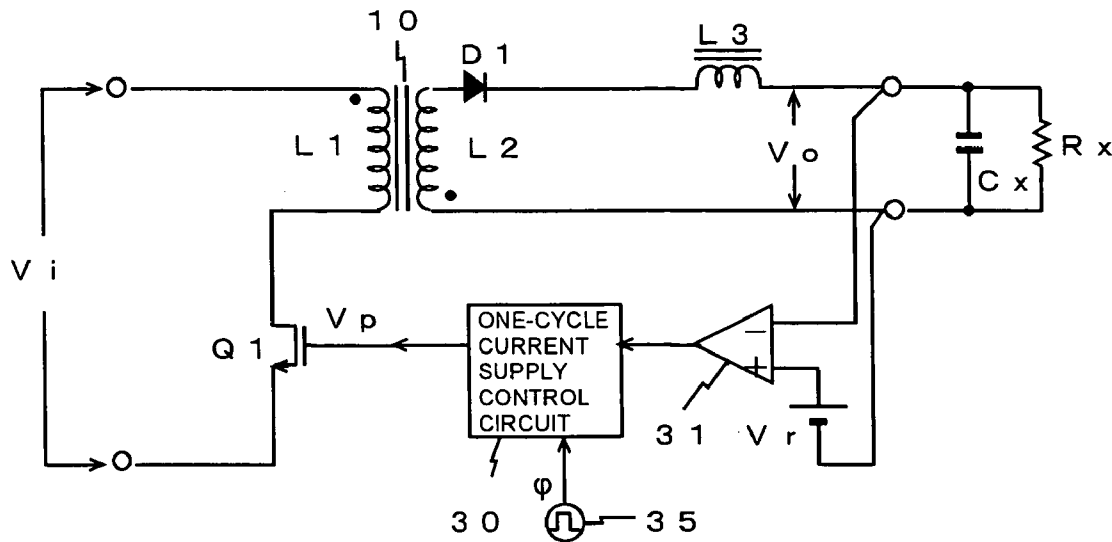 10
D1
L3
L1
L2
Vo
Cx
Rx
Vi
Q1
Vp
ONE-CYCLE
CURRENT
SUPPLY
CONTROL
CIRCUIT
−
+
31
Vr
φ
30
35